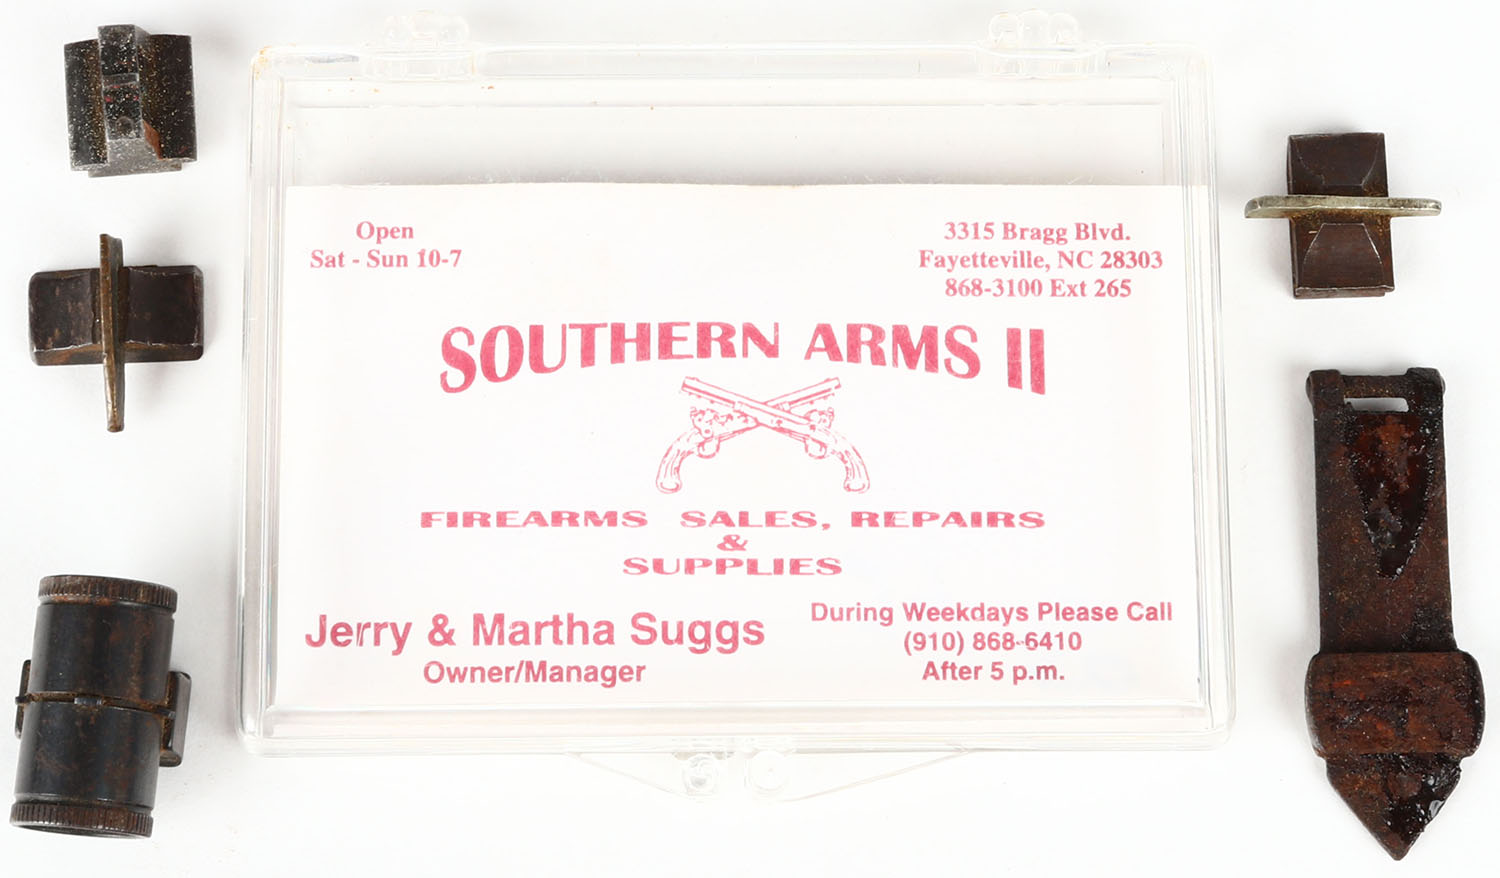 Open
Sat - Sun 10-7
3315 Bragg Blvd.
Fayetteville, NC 28303
868-3100 Ext 265
SOUTHERN ARMS II
FIREARMS SALES, REPAIRS
&
SUPPLIES
Jerry & Martha Suggs
Owner/Manager
During Weekdays Please Call
(910) 868-6410
After 5 p.m.